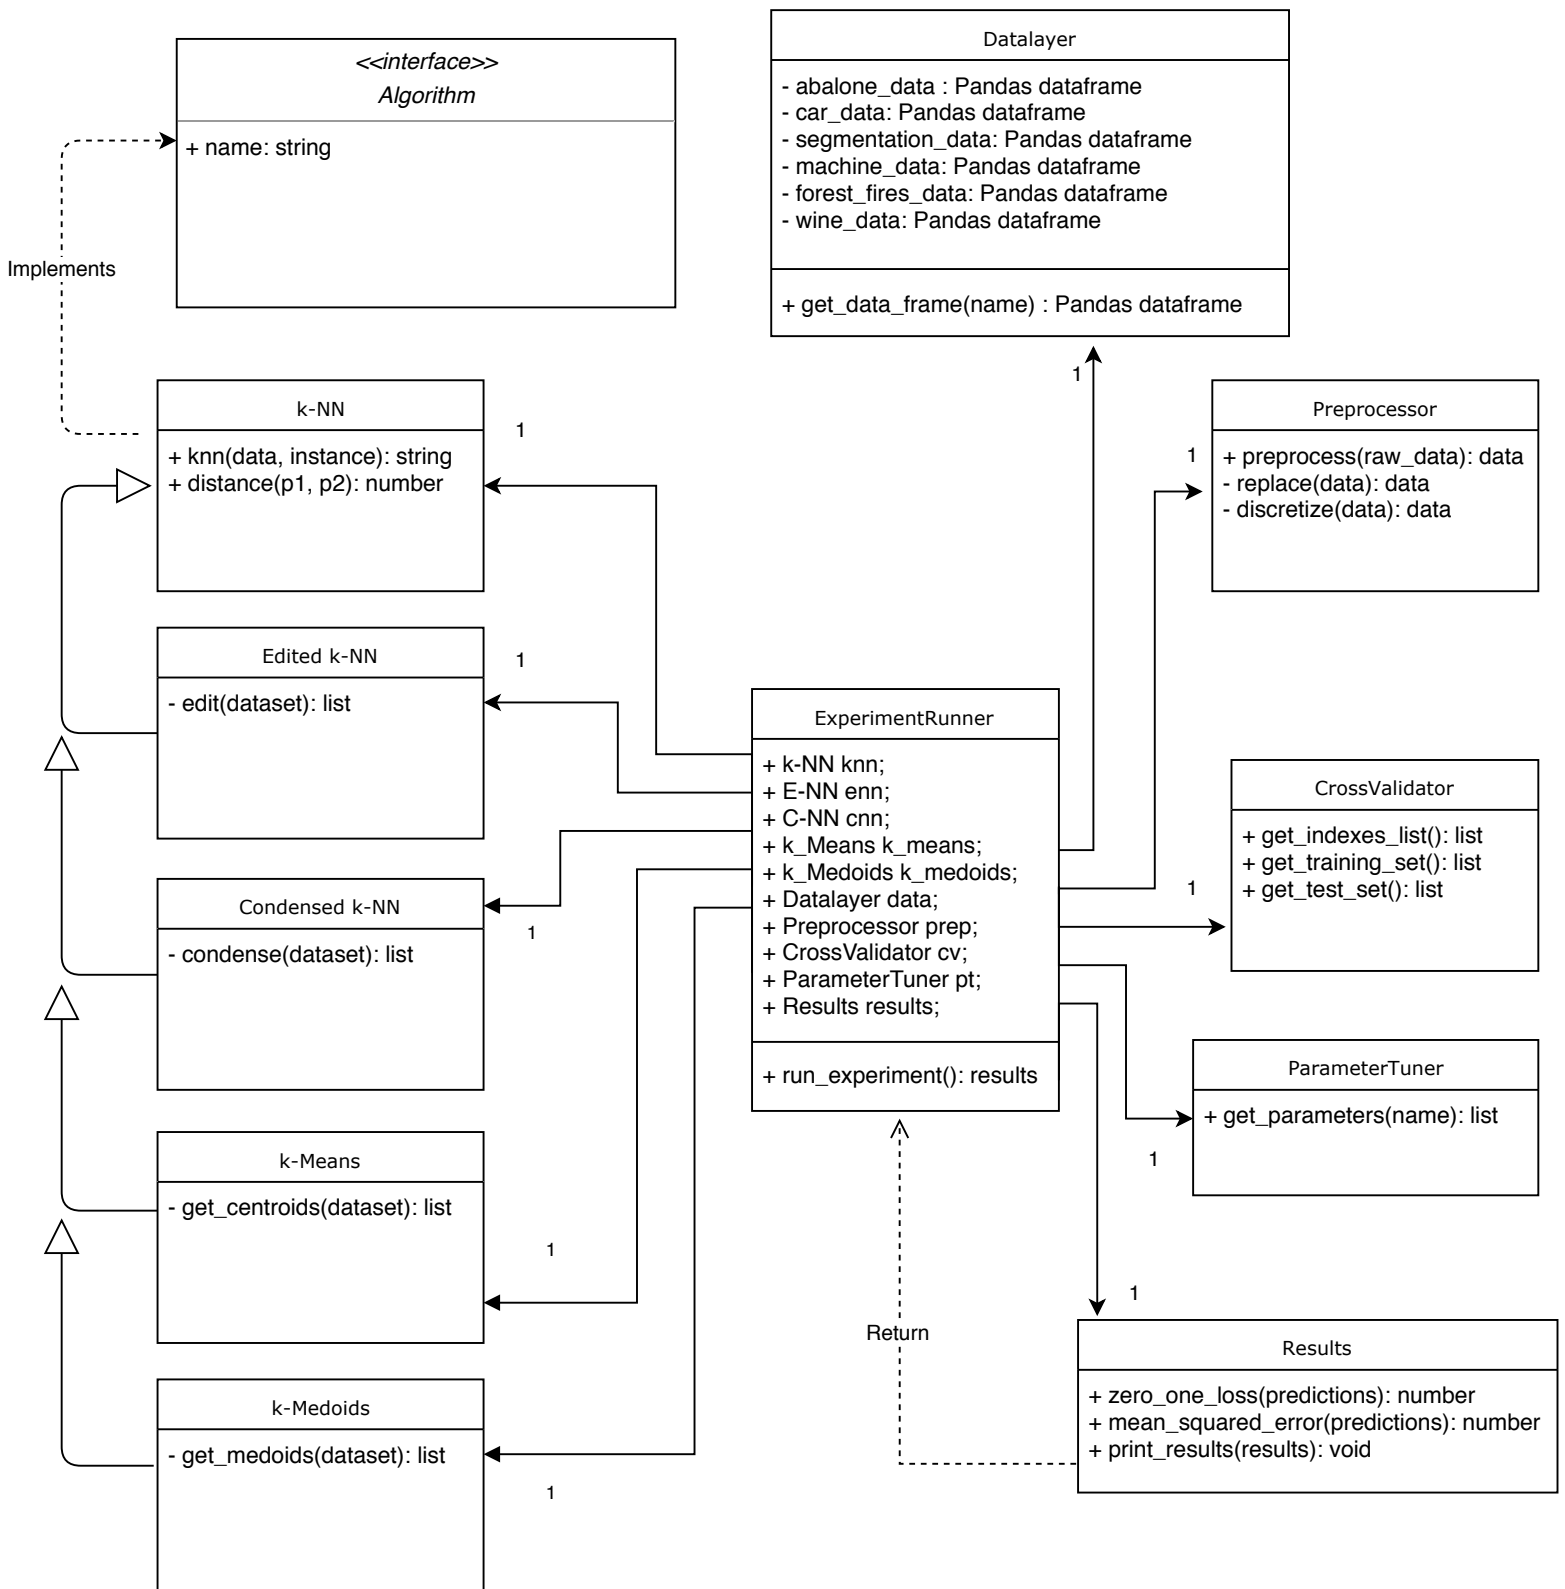 <<interface>>
Algorithm
+ name: string
Implements
Datalayer
- abalone_data : Pandas dataframe
- car_data: Pandas dataframe
- segmentation_data: Pandas dataframe
- machine_data: Pandas dataframe
- forest_fires_data: Pandas dataframe
- wine_data: Pandas dataframe
+ get_data_frame(name) : Pandas dataframe
1
k-NN
+ knn(data, instance): string
+ distance(p1, p2): number
1
Preprocessor
+ preprocess(raw_data): data
- replace(data): data
- discretize(data): data
1
Edited k-NN
- edit(dataset): list
1
ExperimentRunner
+ k-NN knn;
+ E-NN enn;
+ C-NN cnn;
+ k_Means k_means;
+ k_Medoids k_medoids;
+ Datalayer data;
+ Preprocessor prep;
+ CrossValidator cv;
+ ParameterTuner pt;
+ Results results;
+ run_experiment(): results
CrossValidator
+ get_indexes_list(): list
+ get_training_set(): list
+ get_test_set(): list
1
Condensed k-NN
- condense(dataset): list
1
ParameterTuner
+ get_parameters(name): list
1
k-Means
- get_centroids(dataset): list
1
Return
1
Results
+ zero_one_loss(predictions): number
+ mean_squared_error(predictions): number
+ print_results(results): void
k-Medoids
- get_medoids(dataset): list
1